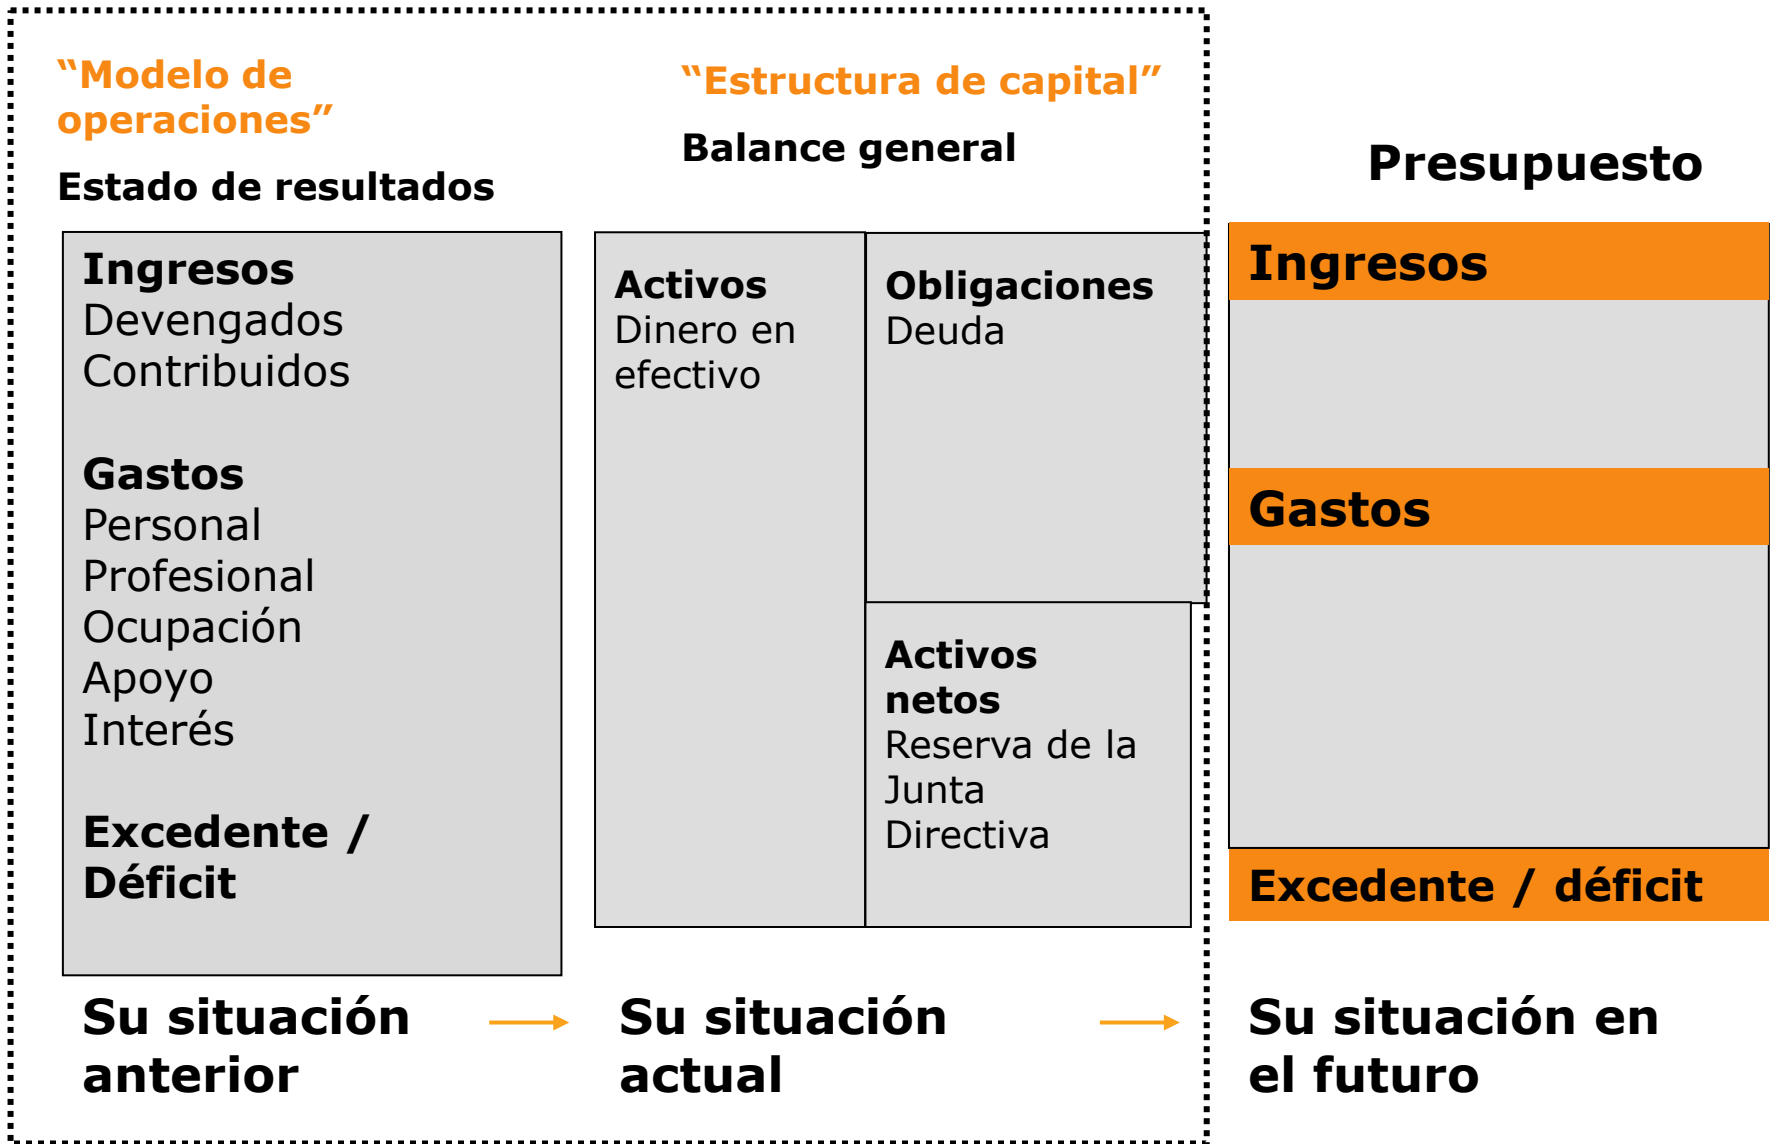 “Modelo de
operaciones”
Estado de resultados
Ingresos
Devengados
Contribuidos
Gastos
Personal
Profesional
Ocupación
Apoyo
Interés
Excedente /
Déficit
Su situación
anterior
“Estructura de capital”
Balance general
Activos
Dinero en
efectivo
Obligaciones
Deuda
Activos
netos
Reserva de la
Junta
Directiva
Su situación
actual
Presupuesto
Ingresos
Gastos
Excedente / déficit
Su situación en
el futuro